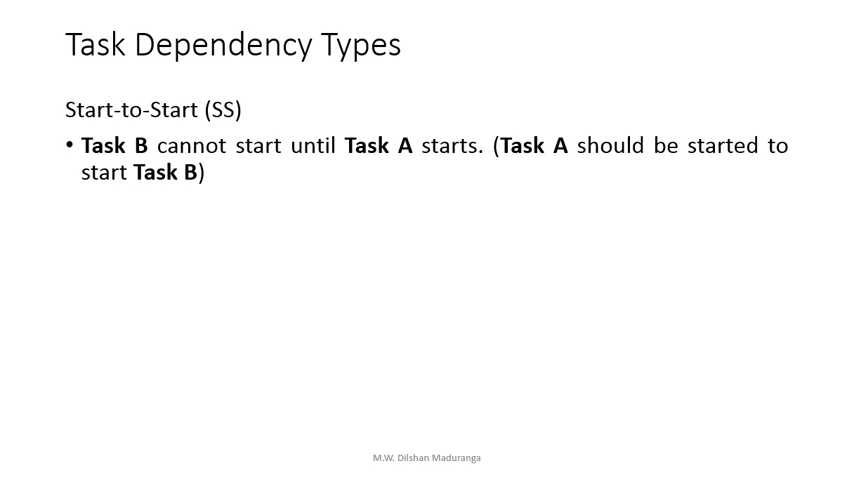 Task Dependency Types
Start-to-Start (SS)
• Task B cannot start until Task A starts. (Task A should be started to
start Task B)
M.W. Dilshan Maduranga